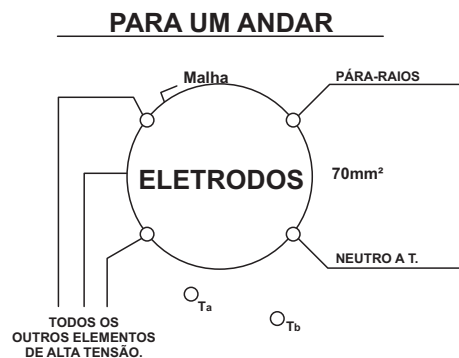 PARA UM ANDAR
Malha
PÁRA-RAIOS
ELETRODOS
70mm²
NEUTRO A T.
Ta
Tb
TODOS OS
OUTROS ELEMENTOS
DE ALTA TENSÃO.